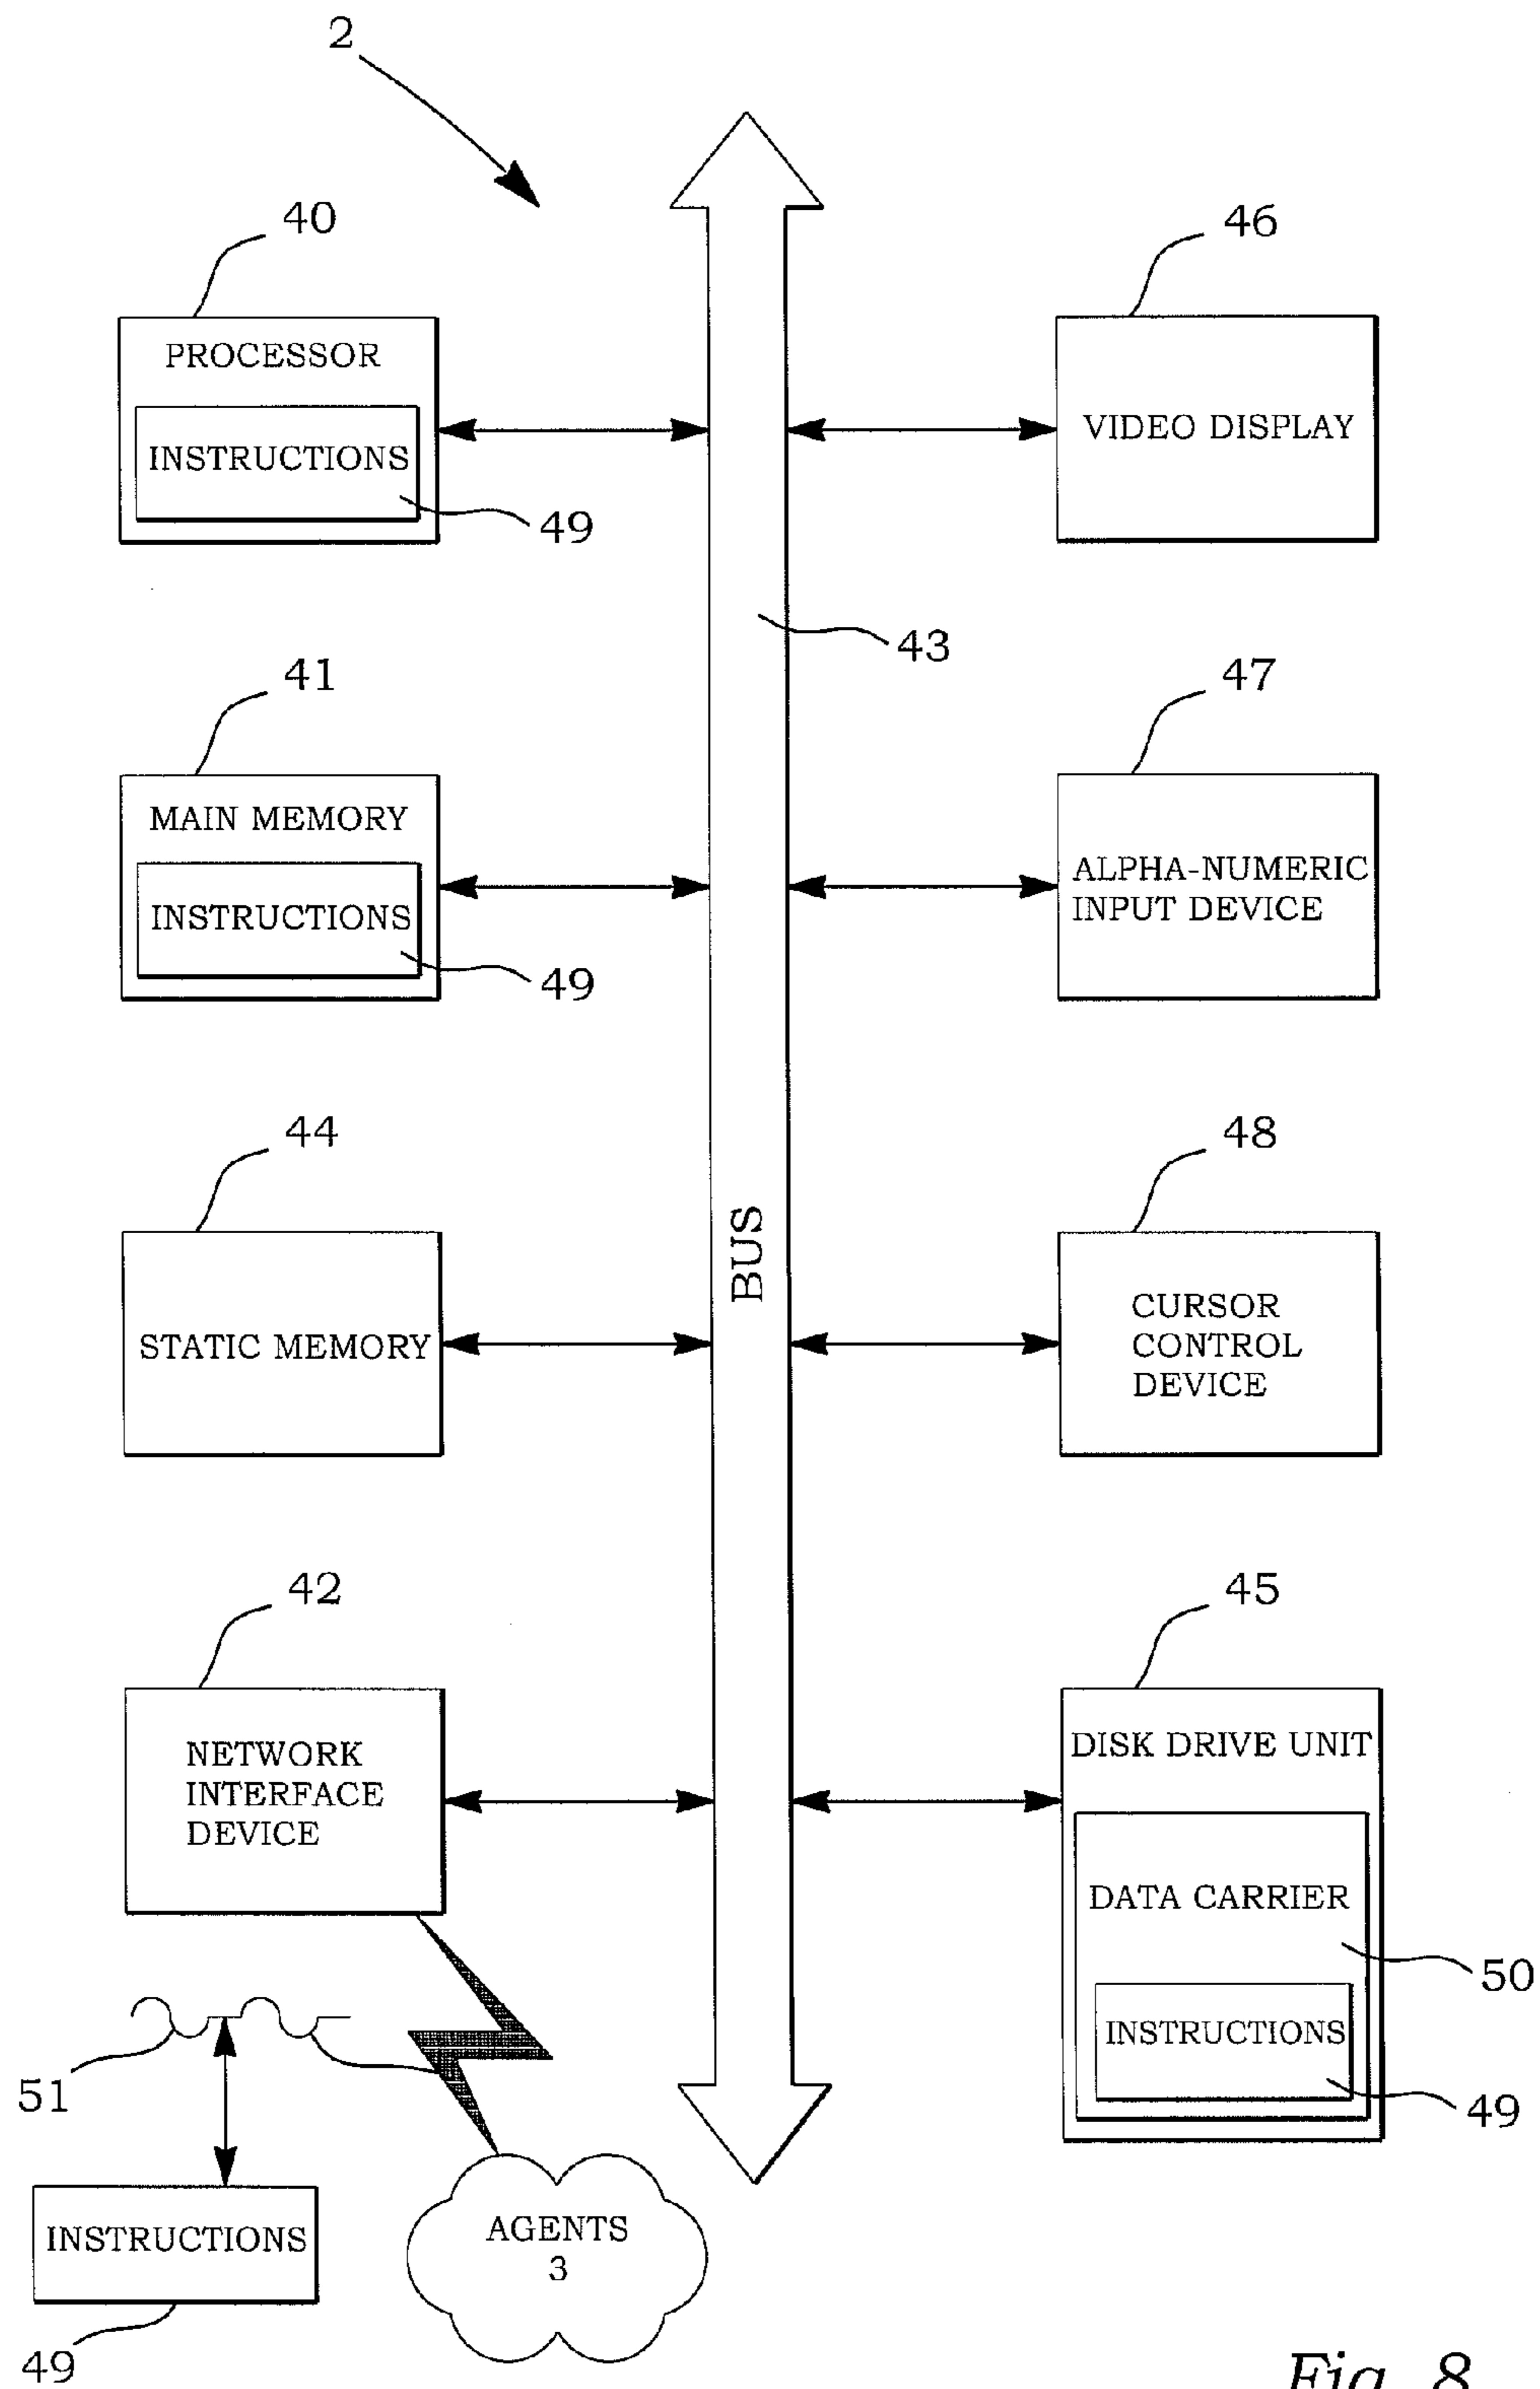 2
40
PROCESSOR
INSTRUCTIONS
49
46
VIDEO DISPLAY
43
41
MAIN MEMORY
INSTRUCTIONS
49
47
ALPHA-NUMERIC
INPUT DEVICE
44
STATIC MEMORY
BUS
48
CURSOR
CONTROL
DEVICE
42
NETWORK
INTERFACE
DEVICE
45
DISK DRIVE UNIT
DATA CARRIER
50
INSTRUCTIONS
49
51
INSTRUCTIONS
49
AGENTS
3
Fig. 8